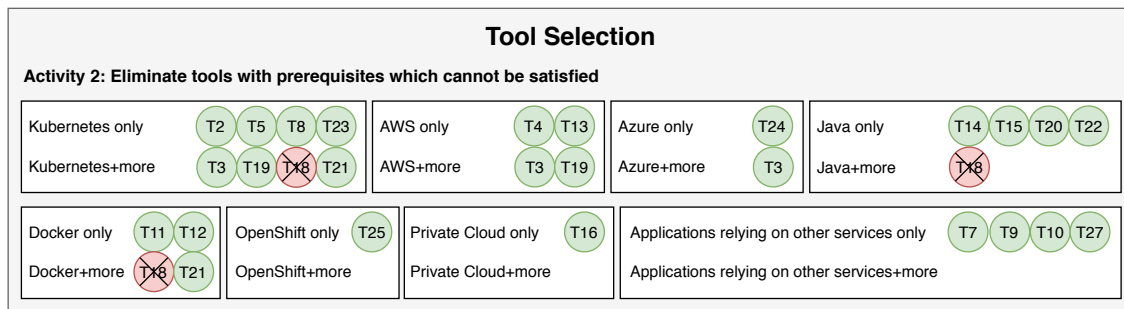 Tool Selection
Activity 2: Eliminate tools with prerequisites which cannot be satisfied
Kubernetes only T2 T5 T8 T23
Kubernetes+more T3 T19 T18 T21
AWS only T4 T13
AWS+more T3 T19
Azure only T24
Azure+more T3
Java only T14 T15 T20 T22
Java+more T18
Docker only T11 T12
Docker+more T18 T21
OpenShift only T25
OpenShift+more
Private Cloud only T16
Private Cloud+more
Applications relying on other services only T7 T9 T10 T27
Applications relying on other services+more